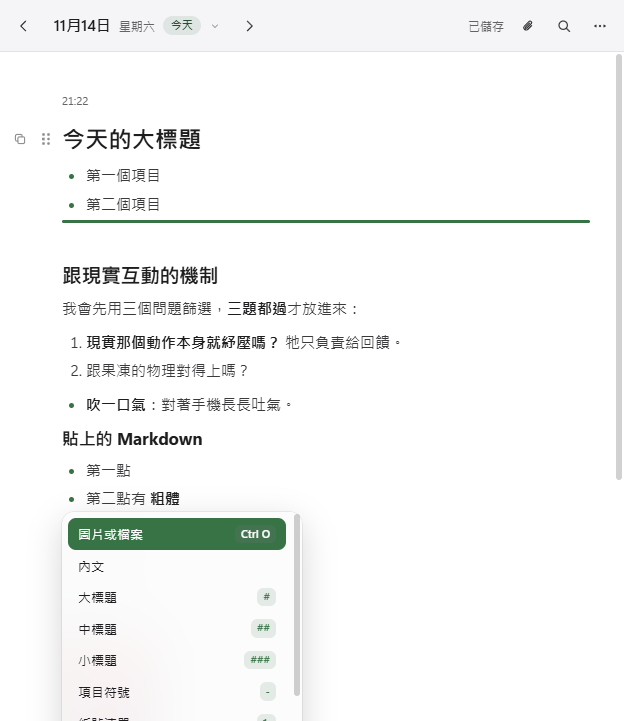 11月14日 星期六 今天 已儲存
21:22
今天的大標題
第一個項目
第二個項目
跟現實互動的機制
我會先用三個問題篩選，三題都過才放進來：
1. 現實那個動作本身就紓壓嗎？ 牠只負責給回饋。
2. 跟果凍的物理對得上嗎？
吹一口氣：對著手機長長吐氣。
貼上的 Markdown
第一點
第二點有 粗體
圖片或檔案 Ctrl O
內文
大標題 #
中標題 ##
小標題 ###
項目符號 -